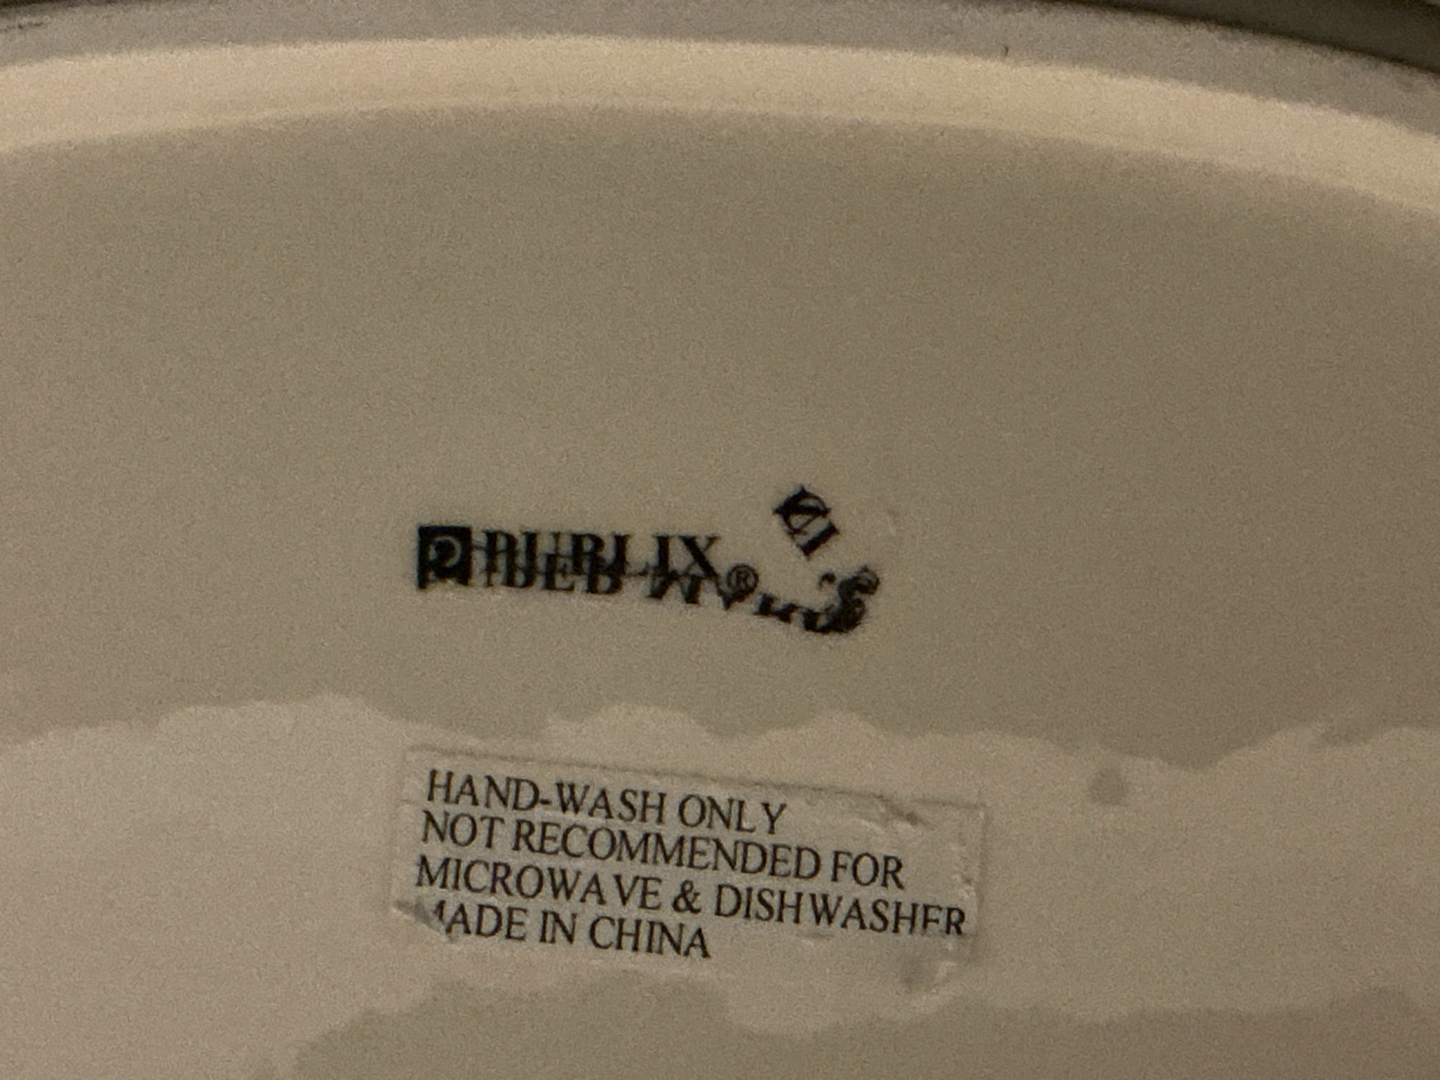 PUBLIX®
HAND-WASH ONLY
NOT RECOMMENDED FOR
MICROWAVE & DISHWASHER
MADE IN CHINA